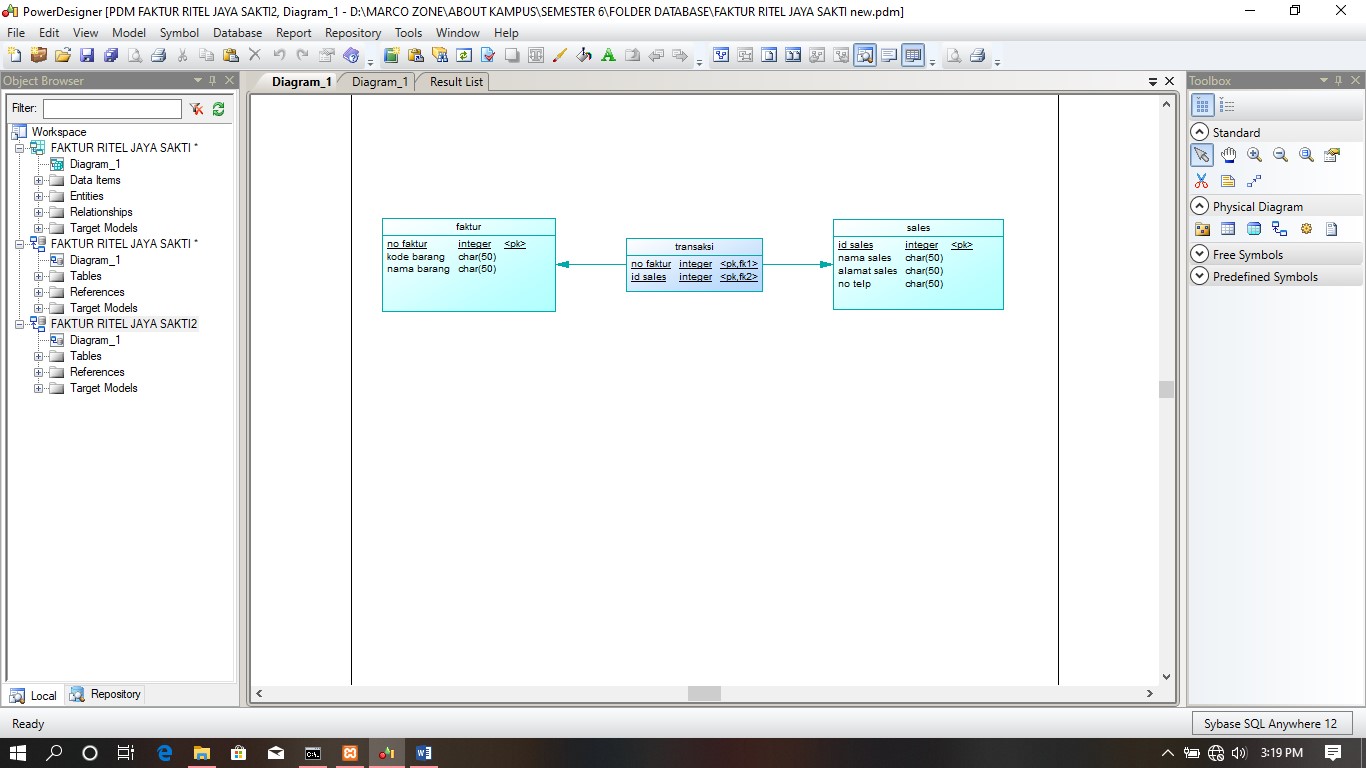 PowerDesigner [PDM FAKTUR RITEL JAYA SAKTI2, Diagram_1 - D:\MARCO ZONE\ABOUT KAMPUS\SEMESTER 6\FOLDER DATABASE\FAKTUR RITEL JAYA SAKTI new.pdm]
File Edit View Model Symbol Database Report Repository Tools Window Help
Object Browser
Filter:
Workspace
FAKTUR RITEL JAYA SAKTI *
Diagram_1
Data Items
Entities
Relationships
Target Models
FAKTUR RITEL JAYA SAKTI *
Diagram_1
Tables
References
Target Models
FAKTUR RITEL JAYA SAKTI2
Diagram_1
Tables
References
Target Models
Local Repository
Diagram_1 Diagram_1 Result List
faktur
no faktur integer <pk>
kode barang char(50)
nama barang char(50)
transaksi
no faktur integer <pk,fk1>
id sales integer <pk,fk2>
sales
id sales integer <pk>
nama sales char(50)
alamat sales char(50)
no telp char(50)
Toolbox
Standard
Physical Diagram
Free Symbols
Predefined Symbols
Ready
Sybase SQL Anywhere 12
3:19 PM